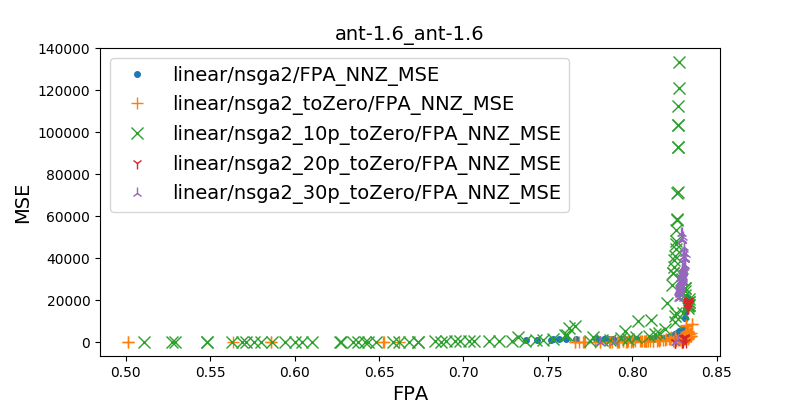 ant-1.6_ant-1.6
140000
120000
100000
80000
60000
40000
20000
0
MSE
linear/nsga2/FPA_NNZ_MSE
linear/nsga2_toZero/FPA_NNZ_MSE
linear/nsga2_10p_toZero/FPA_NNZ_MSE
linear/nsga2_20p_toZero/FPA_NNZ_MSE
linear/nsga2_30p_toZero/FPA_NNZ_MSE
0.50 0.55 0.60 0.65 0.70 0.75 0.80 0.85
FPA